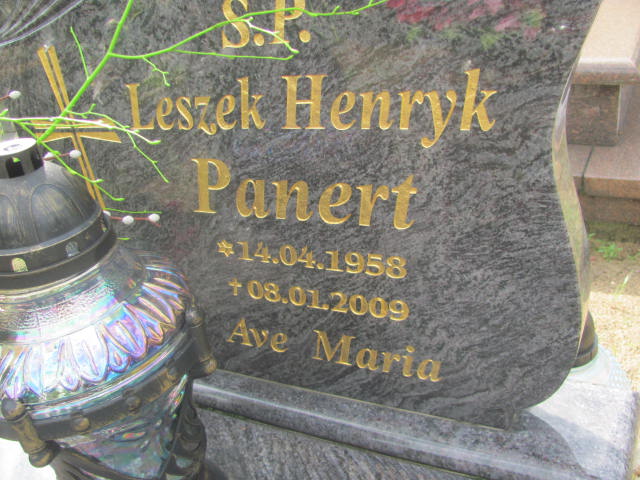 Ś.P.
Leszek Henryk
Panert
*14.04.1958
✝08.01.2009
Ave Maria